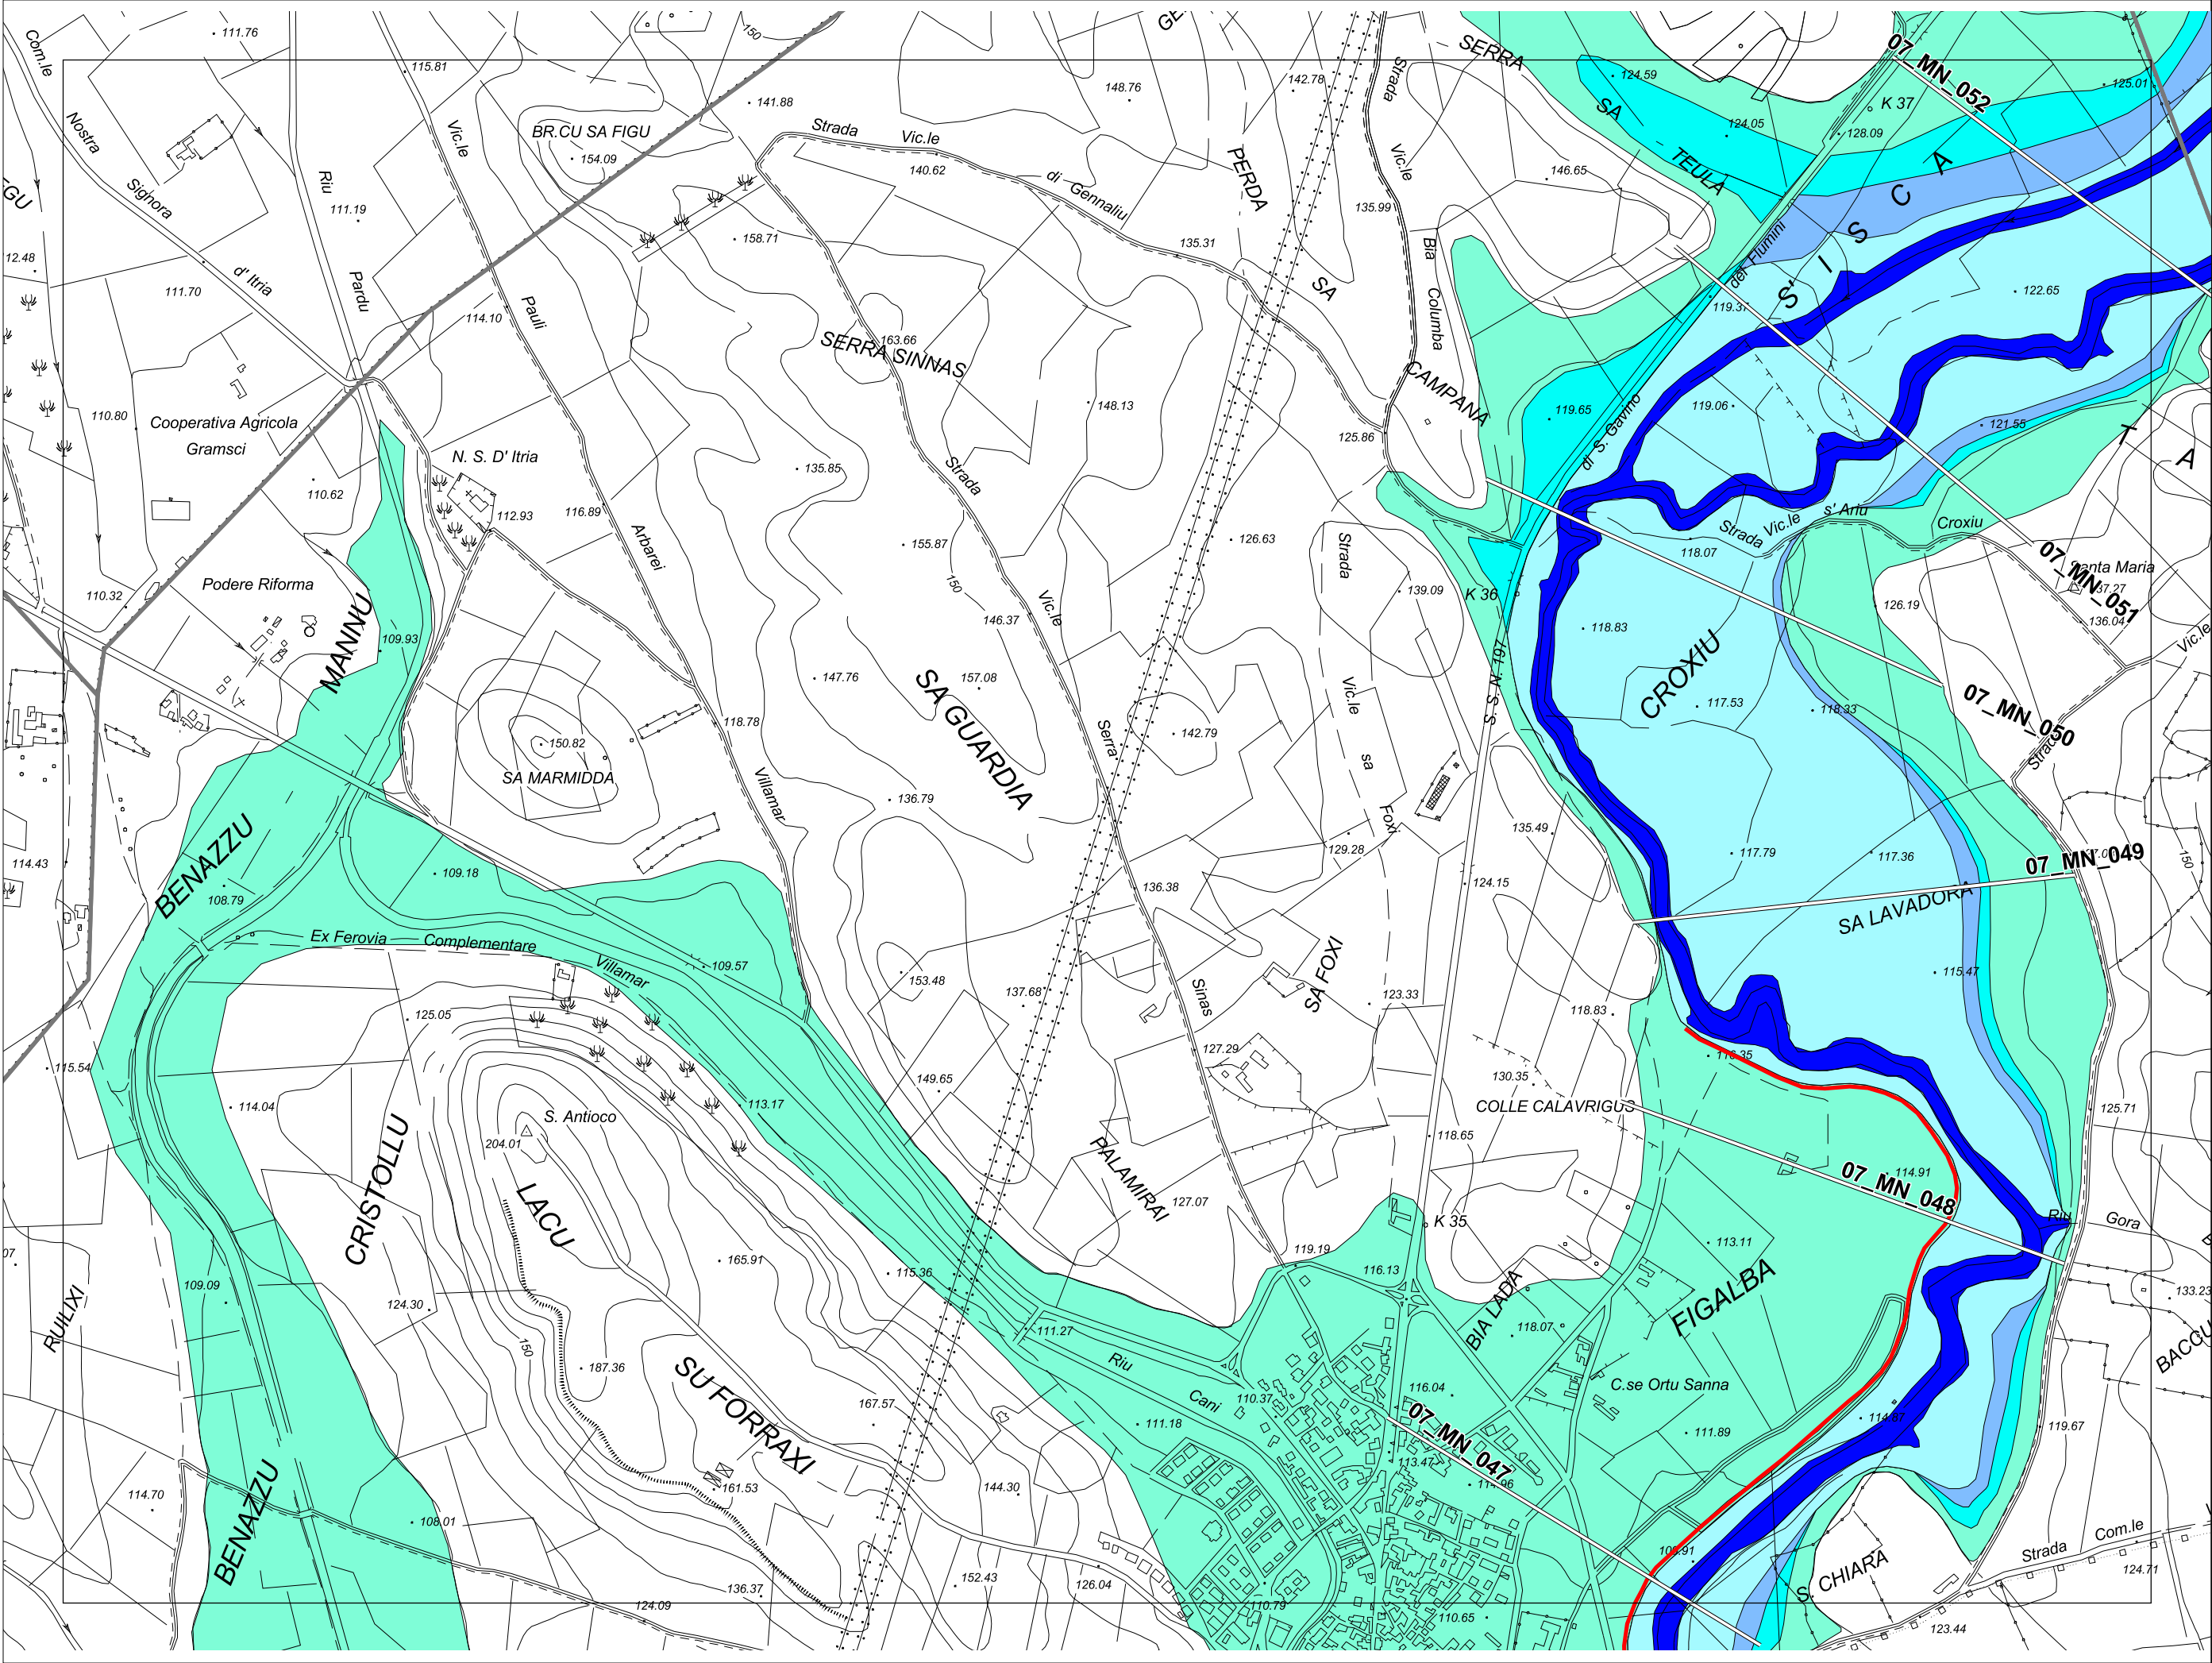 Com.le
Nostra
Signora
d' Itria
111.76
Riu
111.19
Pardu
115.81
Vic.le
Pauli
Arbarei
Villamar
150
BR.CU SA FIGU
154.09
141.88
148.76
142.78
Strada
Vic.le
di Gennaliu
140.62
135.31
158.71
PERDA
SA
CAMPANA
Strada
Vic.le
Bia
Columba
135.99
SERRA
SA
TEULA
124.59
124.05
146.65
07_MN_052
K 37
128.09
125.01
S' I S C A
122.65
del Flumini
119.37
12.48
111.70
114.10
163.66
SERRA SINNAS
148.13
110.80
Cooperativa Agricola
Gramsci
110.62
N. S. D' Itria
112.93
116.89
135.85
Strada
Vic.le
Serra
Sinas
125.86
119.65
di S. Gavino
119.06
121.55
T
A
155.87
150
126.63
146.37
Strada
Vic.le
sa
Foxi
139.09
K 36
118.83
118.07
Strada Vic.le s' Ariu
Croxiu
126.19
07_MN_051
Santa Maria
136.04
Vic.le
110.32
Podere Riforma
MANNU
109.93
147.76
157.08
SA GUARDIA
142.79
S. S. N. 197
CROXIU
117.53
118.33
07_MN_050
118.78
150.82
SA MARMIDDA
136.79
129.28
135.49
117.79
117.36
07_MN_049
150
114.43
BENAZZU
108.79
109.18
136.38
124.15
SA LAVADORA
Ex Ferovia
Complementare
Villamar
109.57
153.48
137.68
SA FOXI
123.33
118.83
115.47
125.05
127.29
116.35
115.54
114.04
113.17
149.65
130.35
COLLE CALAVRIGUS
125.71
S. Antioco
204.01
CRISTOLLU
LACU
PALAMIRAI
127.07
118.65
114.91
07_MN_048
Riu
Gora
K 35
113.11
165.91
115.36
119.19
116.13
109.09
124.30
RUILIXI
BIA LADA
118.07
FIGALBA
133.23
BACCU
111.27
150
187.36
SU FORRAXI
Riu
Cani
110.37
116.04
C.se Ortu Sanna
167.57
111.18
07_MN_047
113.47
111.89
119.67
114.70
BENAZZU
108.01
161.53
144.30
152.43
126.04
136.37
124.09
110.79
110.65
S. CHIARA
Strada
Com.le
124.71
123.44